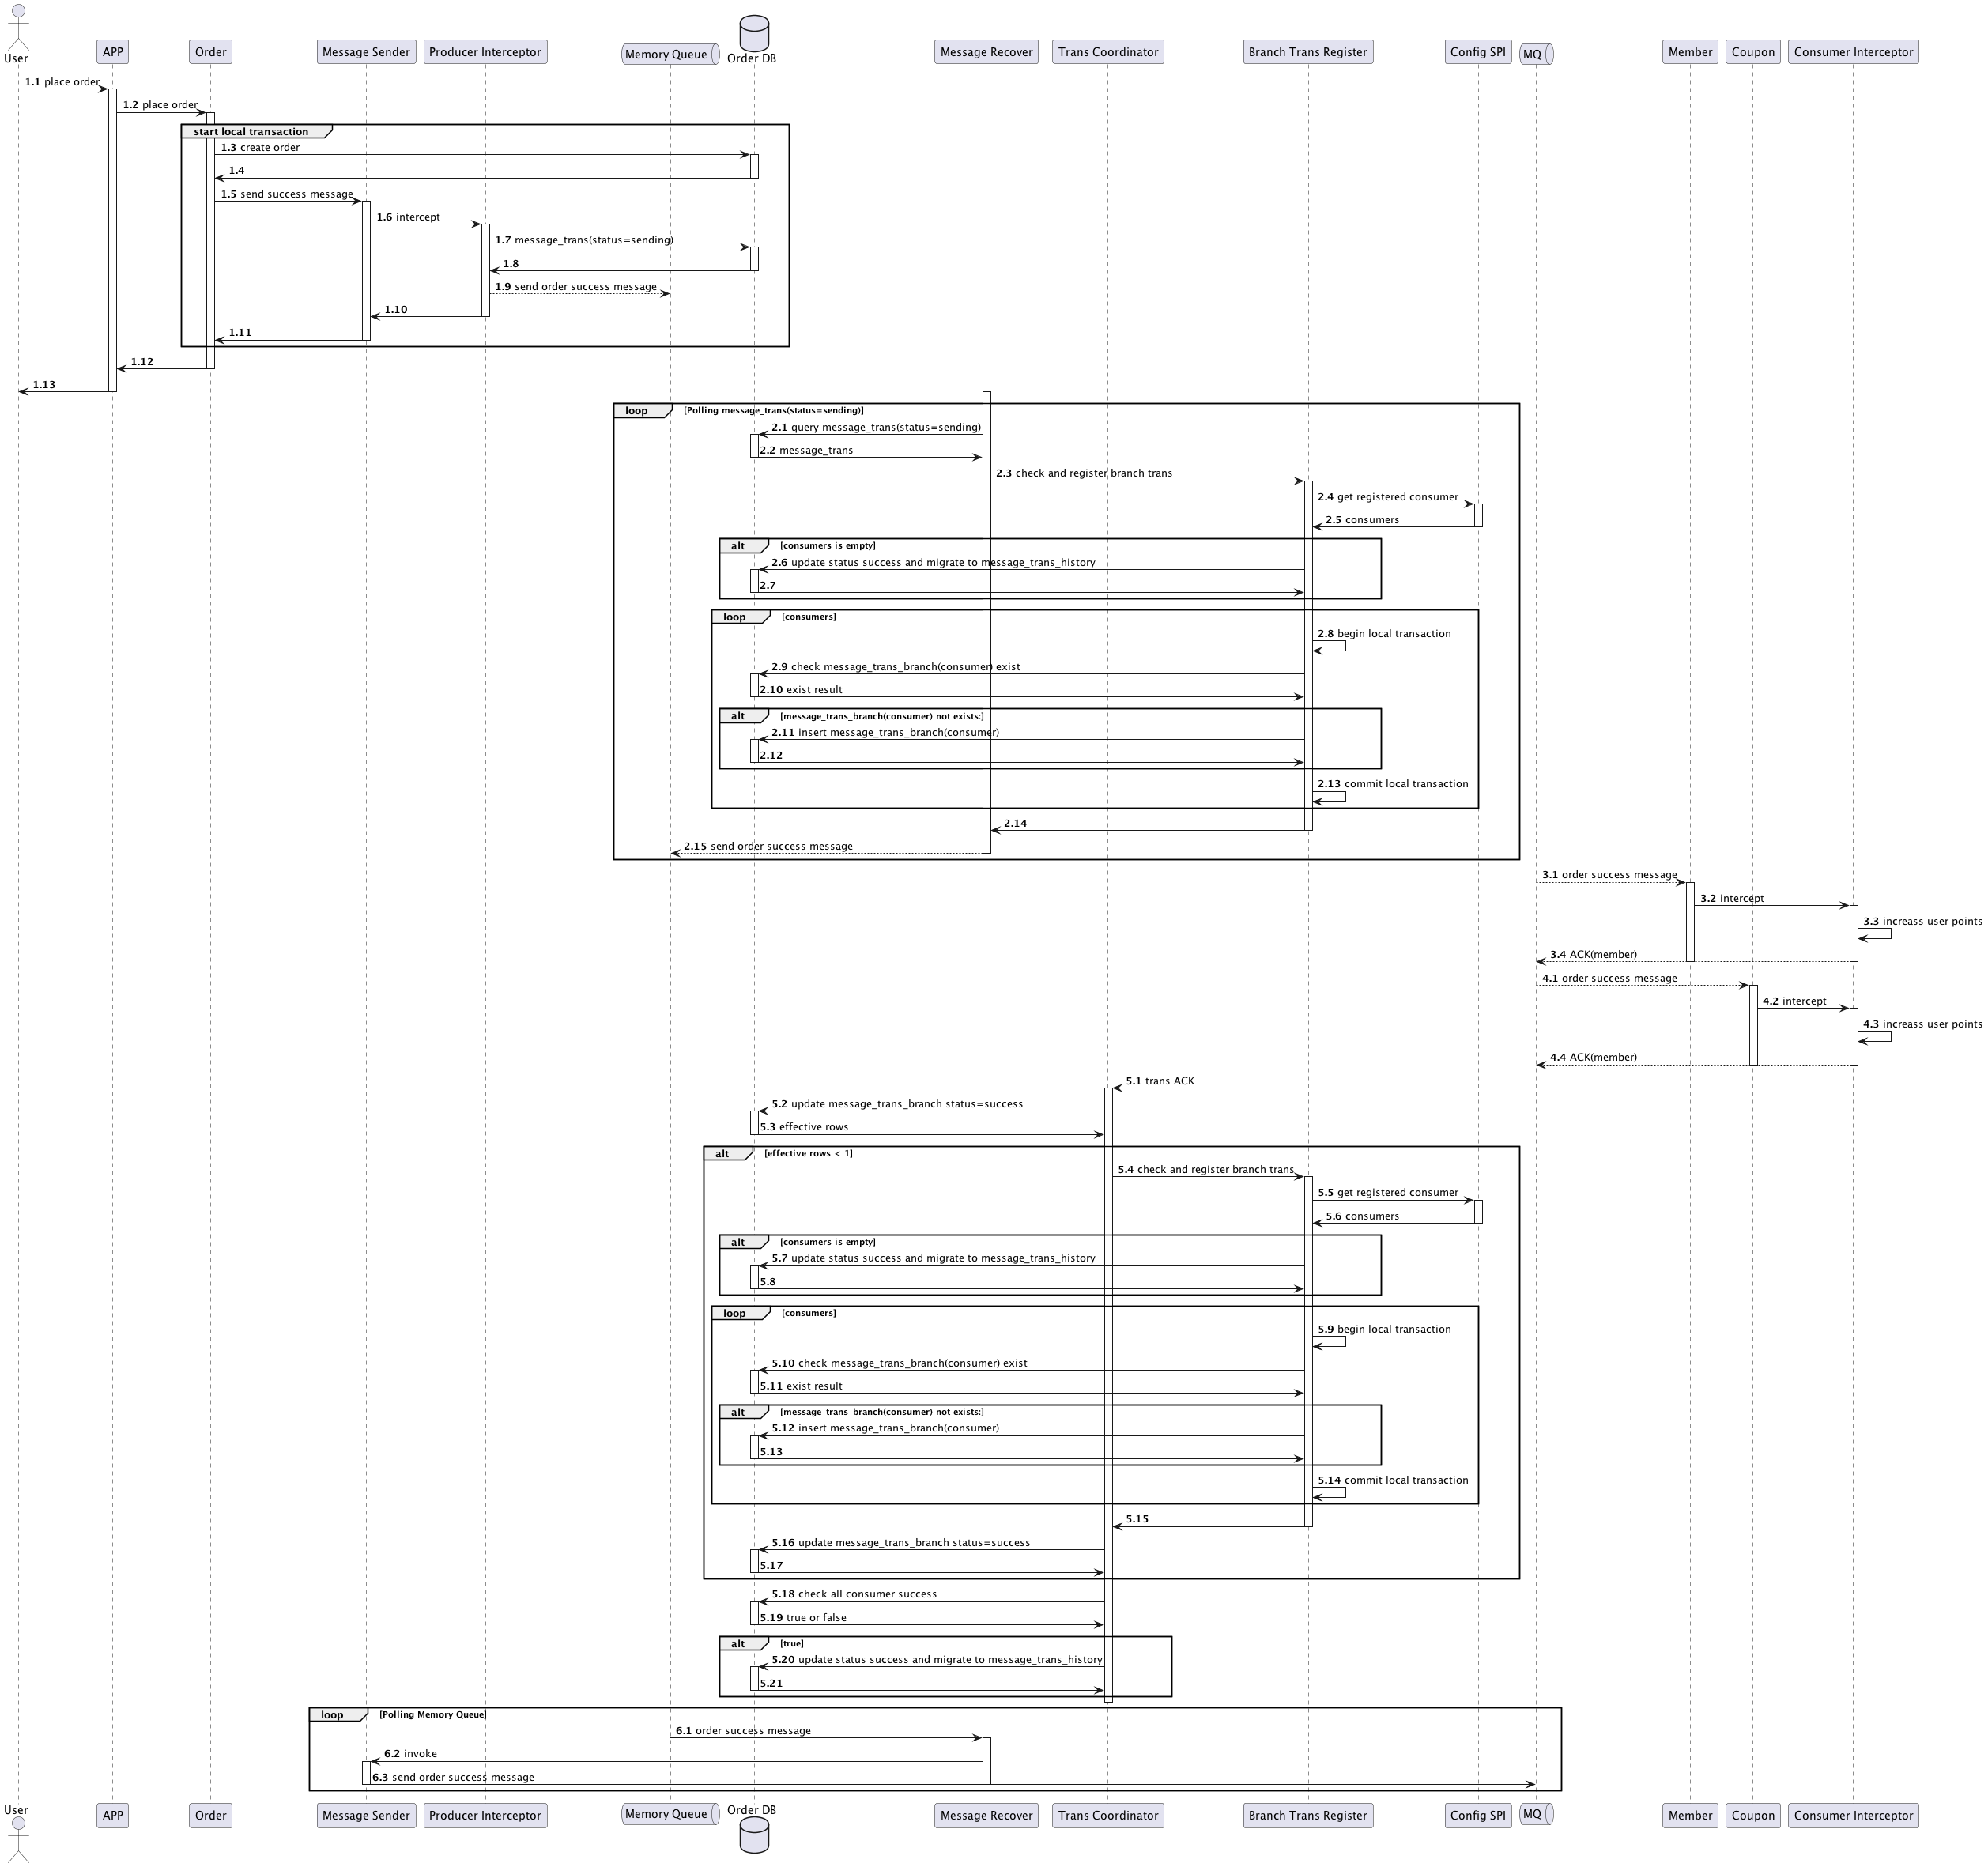 User
APP
Order
Message Sender
Producer Interceptor
Memory Queue
Order DB
Message Recover
Trans Coordinator
Branch Trans Register
Config SPI
MQ
Member
Coupon
Consumer Interceptor
1.1 place order
1.2 place order
start local transaction
1.3 create order
1.4
1.5 send success message
1.6 intercept
1.7 message_trans(status=sending)
1.8
1.9 send order success message
1.10
1.11
1.12
1.13
loop [Polling message_trans(status=sending)]
2.1 query message_trans(status=sending)
2.2 message_trans
2.3 check and register branch trans
2.4 get registered consumer
2.5 consumers
alt [consumers is empty]
2.6 update status success and migrate to message_trans_history
2.7
loop [consumers]
2.8 begin local transaction
2.9 check message_trans_branch(consumer) exist
2.10 exist result
alt [message_trans_branch(consumer) not exists:]
2.11 insert message_trans_branch(consumer)
2.12
2.13 commit local transaction
2.14
2.15 send order success message
3.1 order success message
3.2 intercept
3.3 increass user points
3.4 ACK(member)
4.1 order success message
4.2 intercept
4.3 increass user points
4.4 ACK(member)
5.1 trans ACK
5.2 update message_trans_branch status=success
5.3 effective rows
alt [effective rows < 1]
5.4 check and register branch trans
5.5 get registered consumer
5.6 consumers
alt [consumers is empty]
5.7 update status success and migrate to message_trans_history
5.8
loop [consumers]
5.9 begin local transaction
5.10 check message_trans_branch(consumer) exist
5.11 exist result
alt [message_trans_branch(consumer) not exists:]
5.12 insert message_trans_branch(consumer)
5.13
5.14 commit local transaction
5.15
5.16 update message_trans_branch status=success
5.17
5.18 check all consumer success
5.19 true or false
alt [true]
5.20 update status success and migrate to message_trans_history
5.21
loop [Polling Memory Queue]
6.1 order success message
6.2 invoke
6.3 send order success message
User
APP
Order
Message Sender
Producer Interceptor
Memory Queue
Order DB
Message Recover
Trans Coordinator
Branch Trans Register
Config SPI
MQ
Member
Coupon
Consumer Interceptor